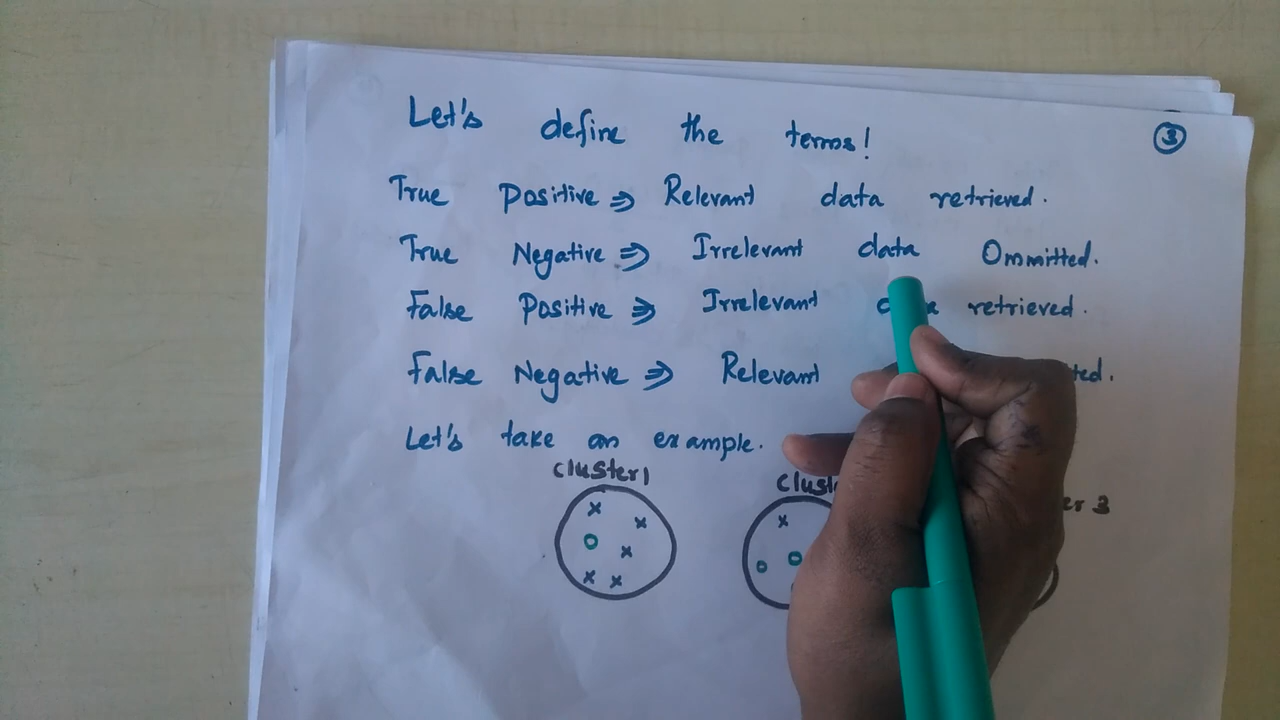 Let's define the terms!
3
True Positive ⇒ Relevant data retrieved.
True Negative ⇒ Irrelevant data Ommitted.
False Positive ⇒ Irrelevant retrieved.
False Negative ⇒ Relevant
Let's take an example.
cluster1
3